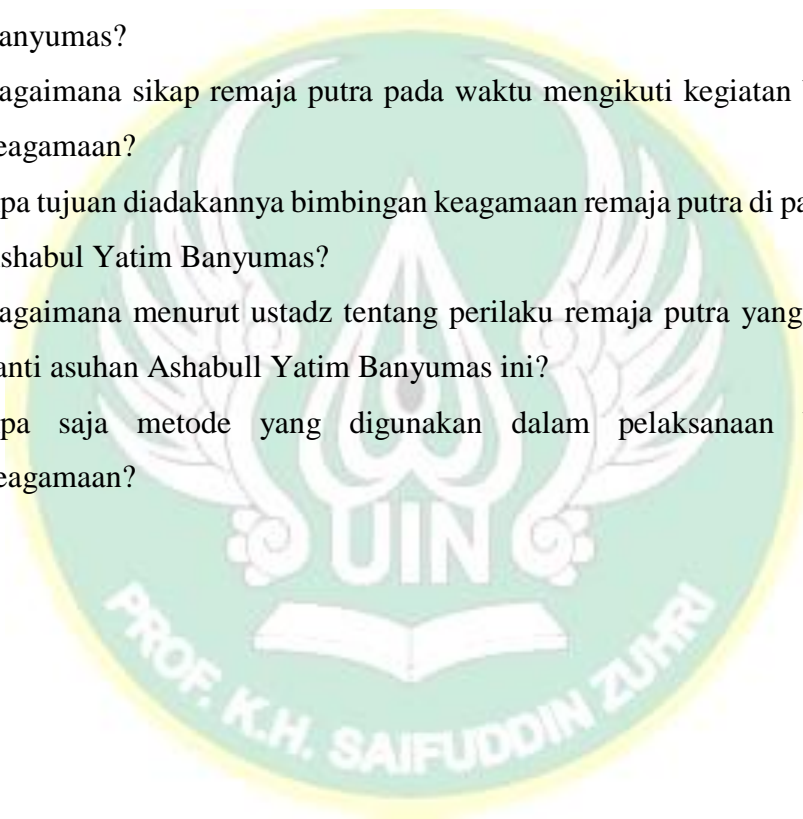 anyumas?
agaimana sikap remaja putra pada waktu mengikuti kegiatan
eagamaan?
pa tujuan diadakannya bimbingan keagamaan remaja putra di pa
shabul Yatim Banyumas?
agaimana menurut ustadz tentang perilaku remaja putra yang
anti asuhan Ashabull Yatim Banyumas ini?
pa saja metode yang digunakan dalam pelaksanaan
eagamaan?
UIN
PROF. K.H. SAIFUDDIN ZUHRI